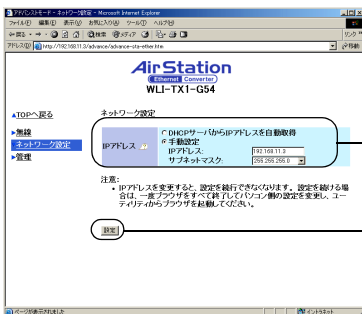 アドバンストモード - ネットワーク設定 - Microsoft Internet Explorer
ファイル(F) 編集(E) 表示(V) お気に入り(A) ツール(T) ヘルプ(H)
戻る 検索 お気に入り 履歴
アドレス(D) http://192.168.11.3/advance/advance-sta-ether.htm 移動 リンク
AirStation
Ethernet Converter
WLI-TX1-G54
▲TOPへ戻る
▶無線
ネットワーク設定
▶管理
ネットワーク設定
IPアドレス
DHCPサーバからIPアドレスを自動取得
手動設定
IPアドレス: 192.168.11.3
サブネットマスク: 255.255.255.0
注意:
• IPアドレスを変更すると、設定を続行できなくなります。設定を続ける場
合は、一度ブラウザをすべて終了してパソコン側の設定を変更し、ユー
ティリティからブラウザを起動してください。
設定
ページが表示されました
イントラネット